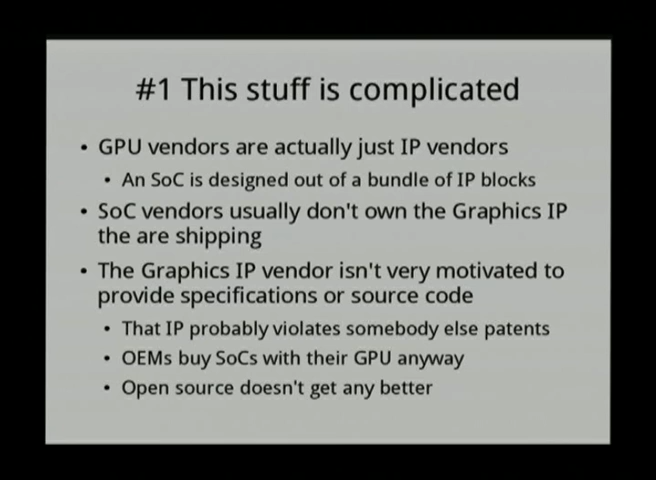 #1 This stuff is complicated
• GPU vendors are actually just IP vendors
• An SoC is designed out of a bundle of IP blocks
• SoC vendors usually don't own the Graphics IP
the are shipping
• The Graphics IP vendor isn't very motivated to
provide specifications or source code
• That IP probably violates somebody else patents
• OEMs buy SoCs with their GPU anyway
• Open source doesn't get any better